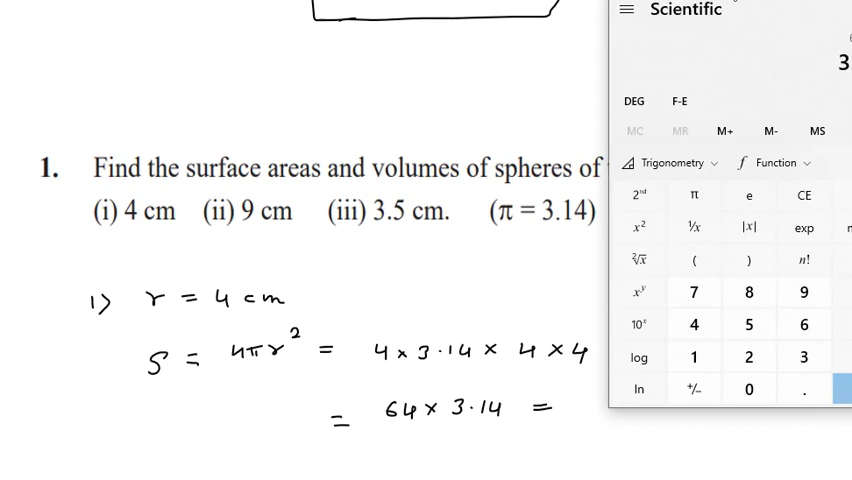 Scientific
3
DEG F-E
MC MR M+ M- MS
Trigonometry f Function
2nd π e CE
x² ¹/x |x| exp
²√x ( ) n!
xʸ 7 8 9
10ˣ 4 5 6
log 1 2 3
ln +/- 0 .
1. Find the surface areas and volumes of spheres of
(i) 4 cm (ii) 9 cm (iii) 3.5 cm. (π = 3.14)
1) r = 4 cm
S = 4πr² = 4 × 3.14 × 4 × 4
= 64 × 3.14 =